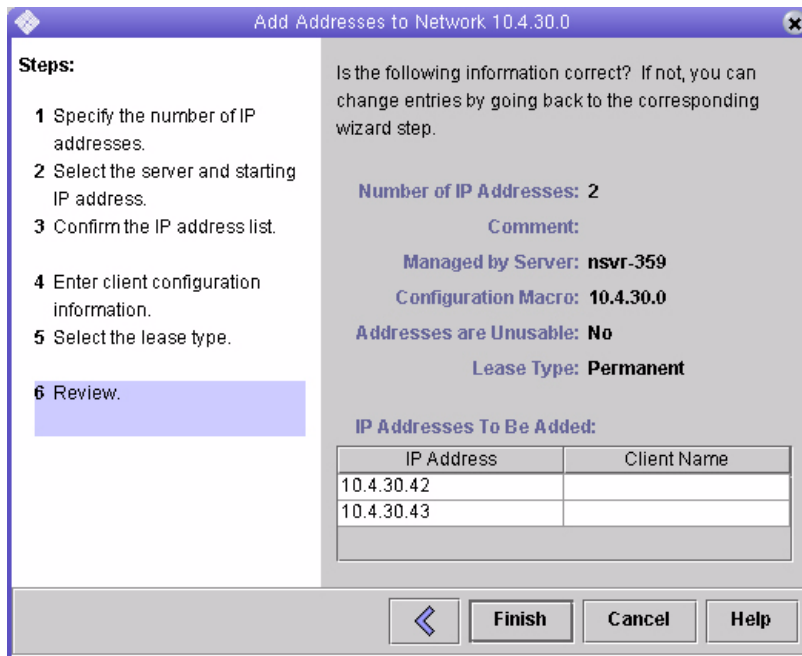 Add Addresses to Network 10.4.30.0
Steps:
1 Specify the number of IP
addresses.
2 Select the server and starting
IP address.
3 Confirm the IP address list.
4 Enter client configuration
information.
5 Select the lease type.
6 Review.
Is the following information correct? If not, you can
change entries by going back to the corresponding
wizard step.
Number of IP Addresses: 2
Comment:
Managed by Server: nsvr-359
Configuration Macro: 10.4.30.0
Addresses are Unusable: No
Lease Type: Permanent
IP Addresses To Be Added:
IP Address Client Name
10.4.30.42
10.4.30.43
Finish Cancel Help